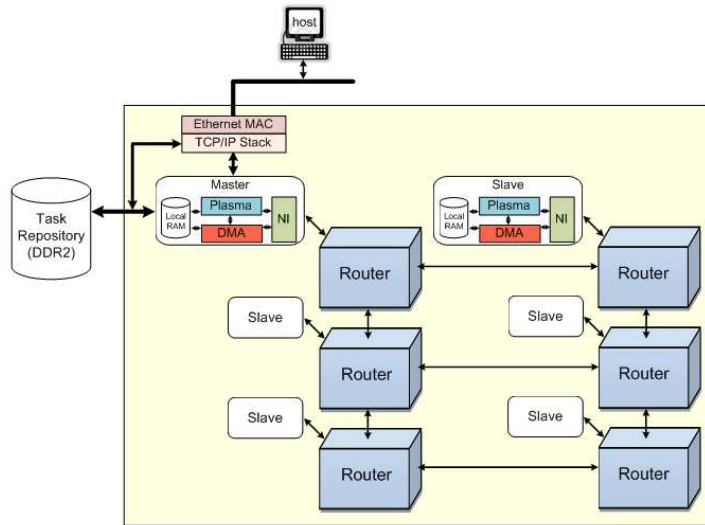 host
Ethernet MAC
TCP/IP Stack
Master
Plasma
Local
RAM
NI
DMA
Slave
Plasma
Local
RAM
NI
DMA
Task
Repository
(DDR2)
Router
Router
Slave
Slave
Router
Router
Slave
Slave
Router
Router